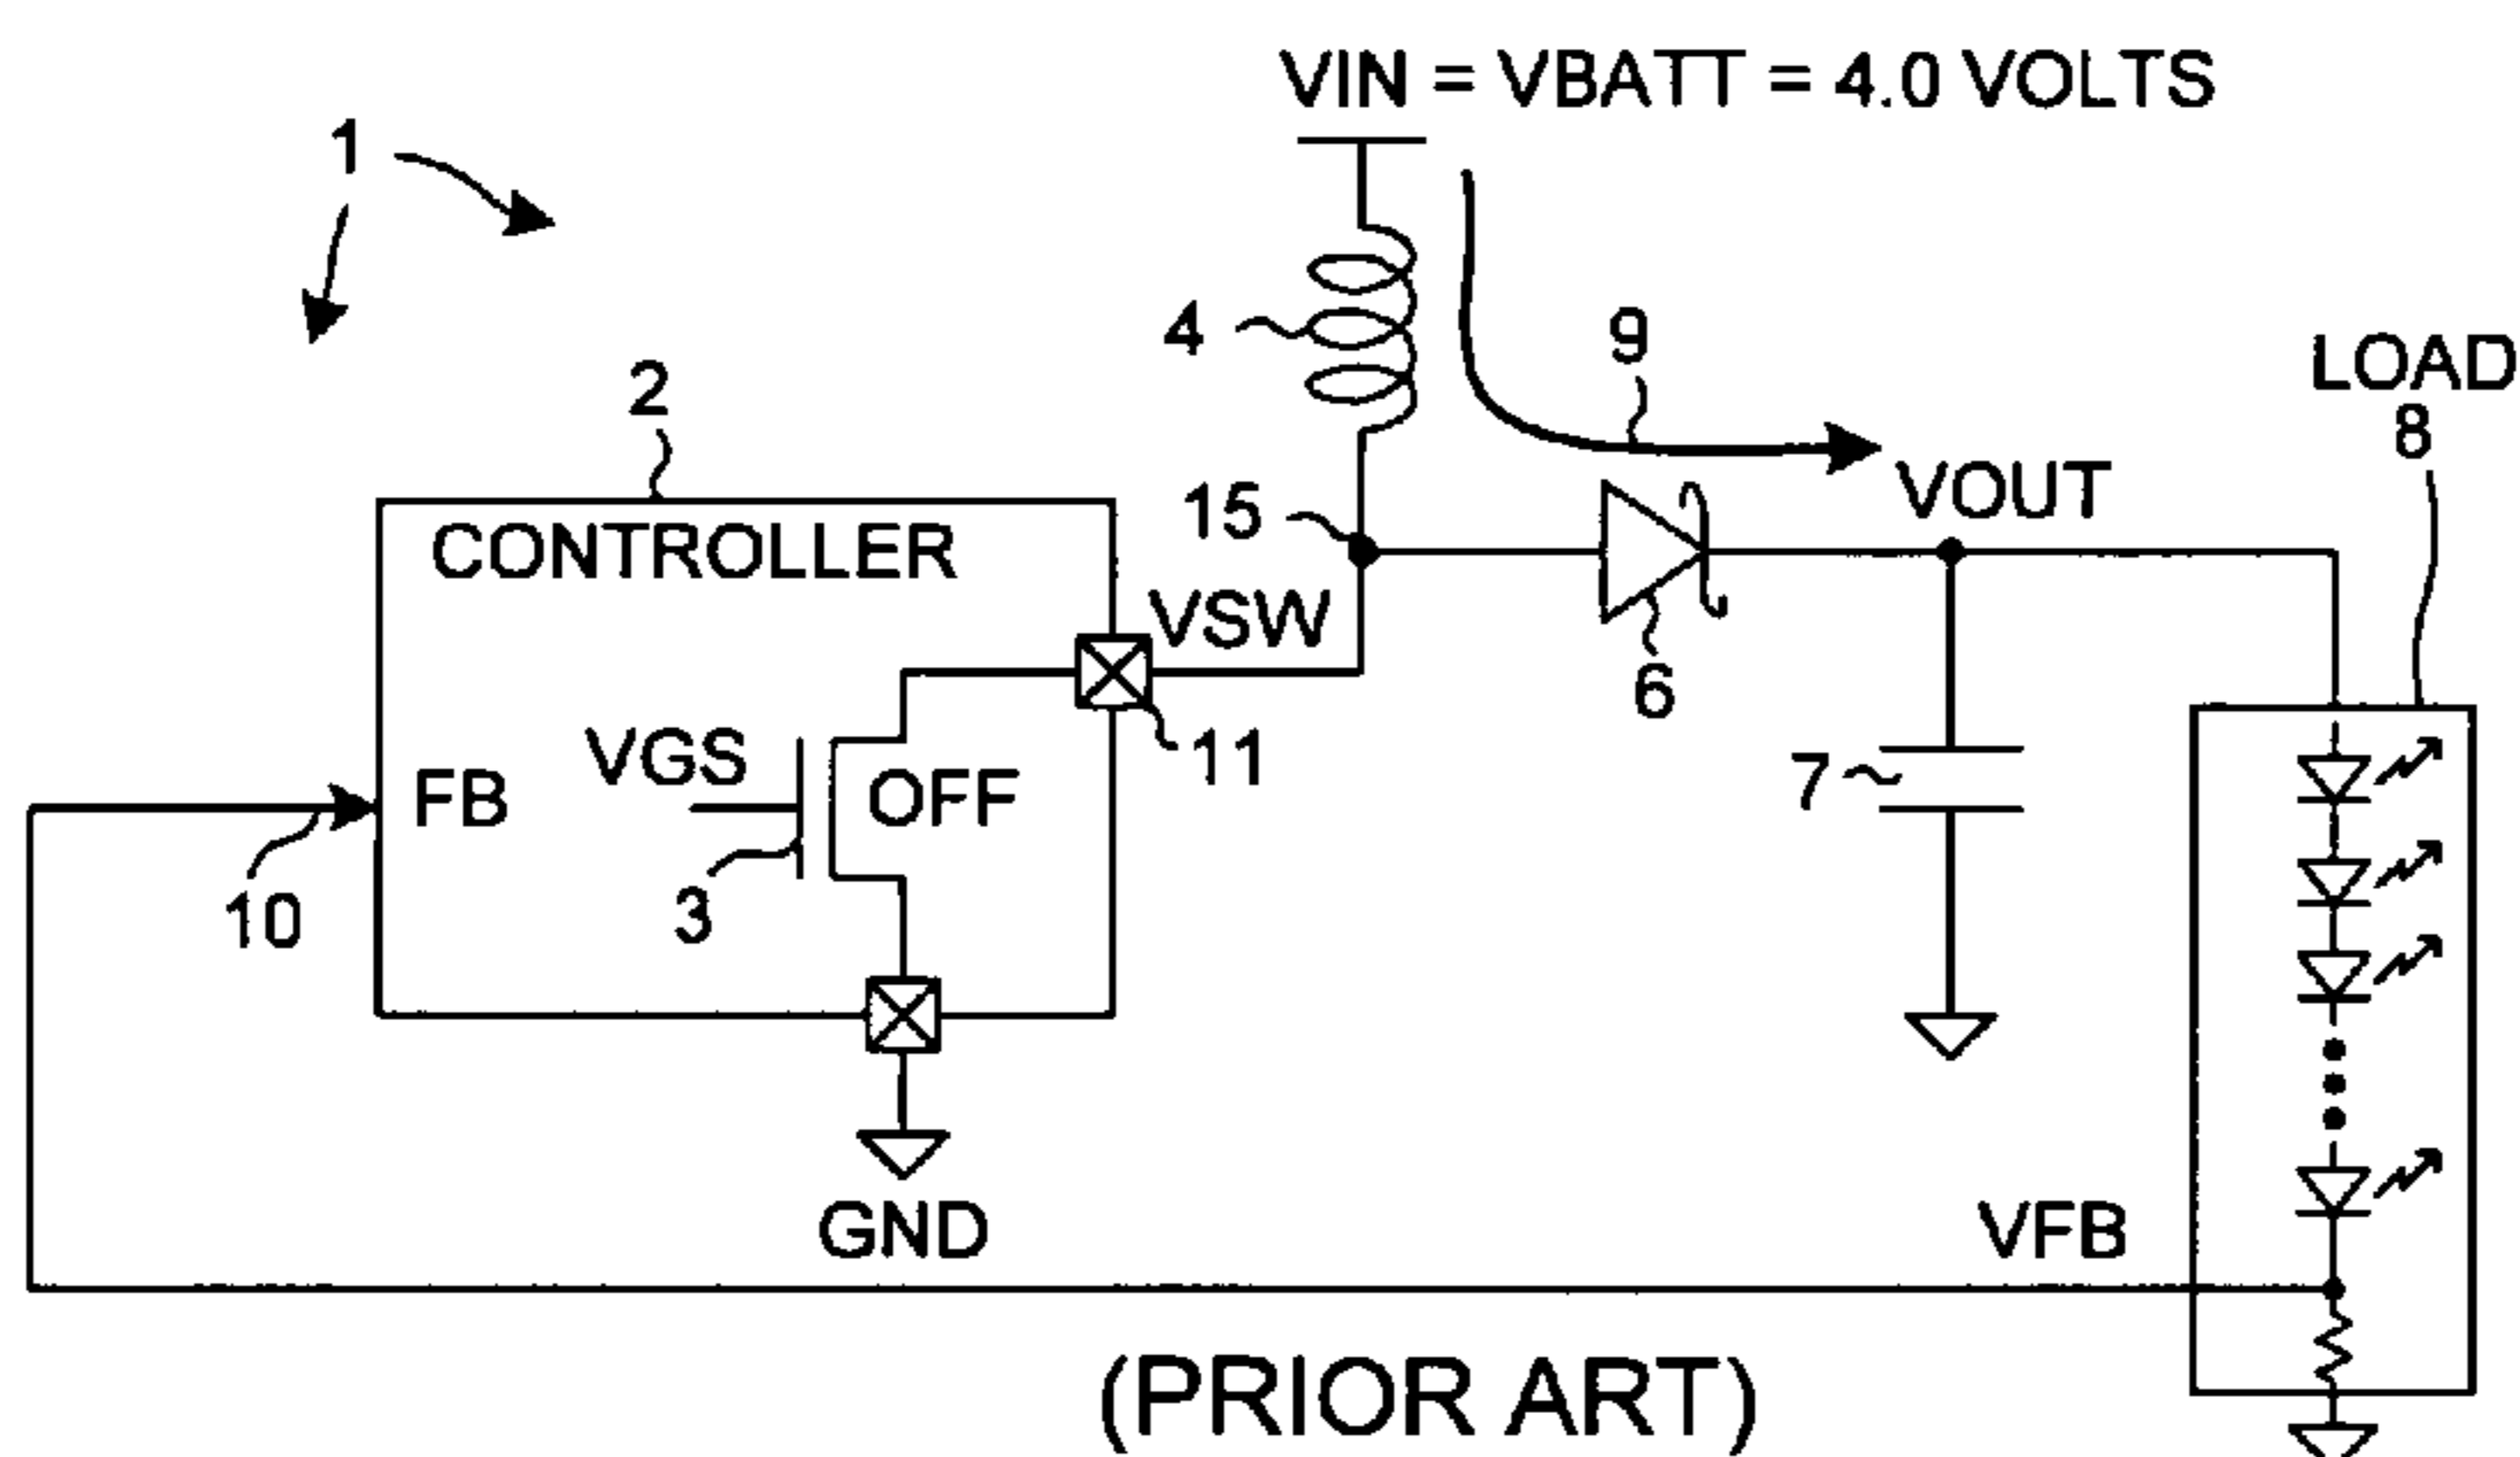 VIN = VBATT = 4.0 VOLTS
1
4
9
LOAD
8
2
15
VOUT
CONTROLLER
VSW
6
VGS
11
7
FB
OFF
3
10
GND
VFB
(PRIOR ART)